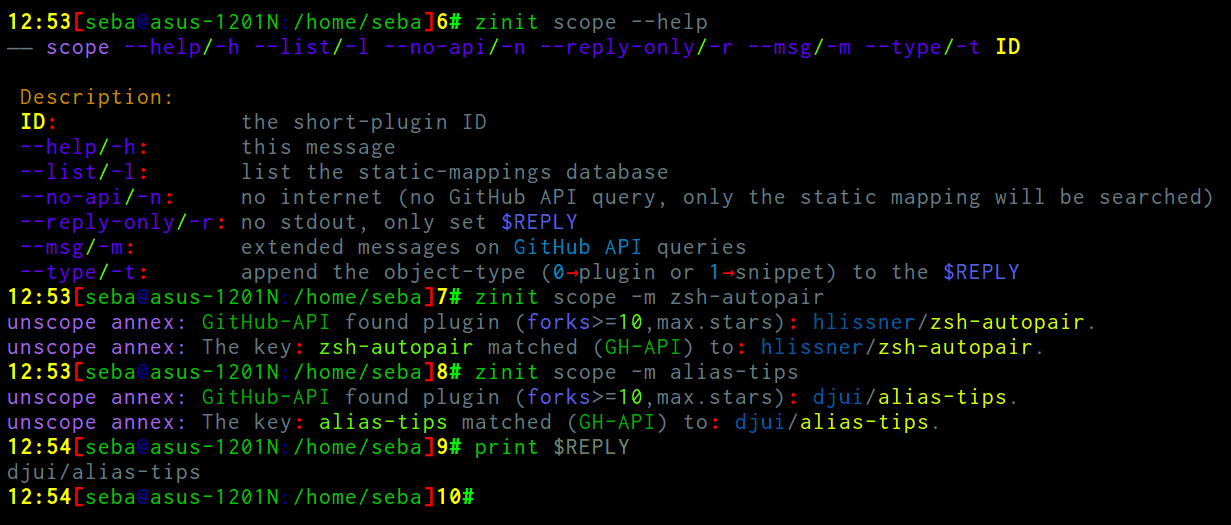 12:53[seba@asus-1201N:/home/seba]6# zinit scope --help
—— scope --help/-h --list/-l --no-api/-n --reply-only/-r --msg/-m --type/-t ID
Description:
ID: the short-plugin ID
--help/-h: this message
--list/-l: list the static-mappings database
--no-api/-n: no internet (no GitHub API query, only the static mapping will be searched)
--reply-only/-r: no stdout, only set $REPLY
--msg/-m: extended messages on GitHub API queries
--type/-t: append the object-type (0→plugin or 1→snippet) to the $REPLY
12:53[seba@asus-1201N:/home/seba]7# zinit scope -m zsh-autopair
unscope annex: GitHub-API found plugin (forks>=10,max.stars): hlissner/zsh-autopair.
unscope annex: The key: zsh-autopair matched (GH-API) to: hlissner/zsh-autopair.
12:53[seba@asus-1201N:/home/seba]8# zinit scope -m alias-tips
unscope annex: GitHub-API found plugin (forks>=10,max.stars): djui/alias-tips.
unscope annex: The key: alias-tips matched (GH-API) to: djui/alias-tips.
12:54[seba@asus-1201N:/home/seba]9# print $REPLY
djui/alias-tips
12:54[seba@asus-1201N:/home/seba]10#